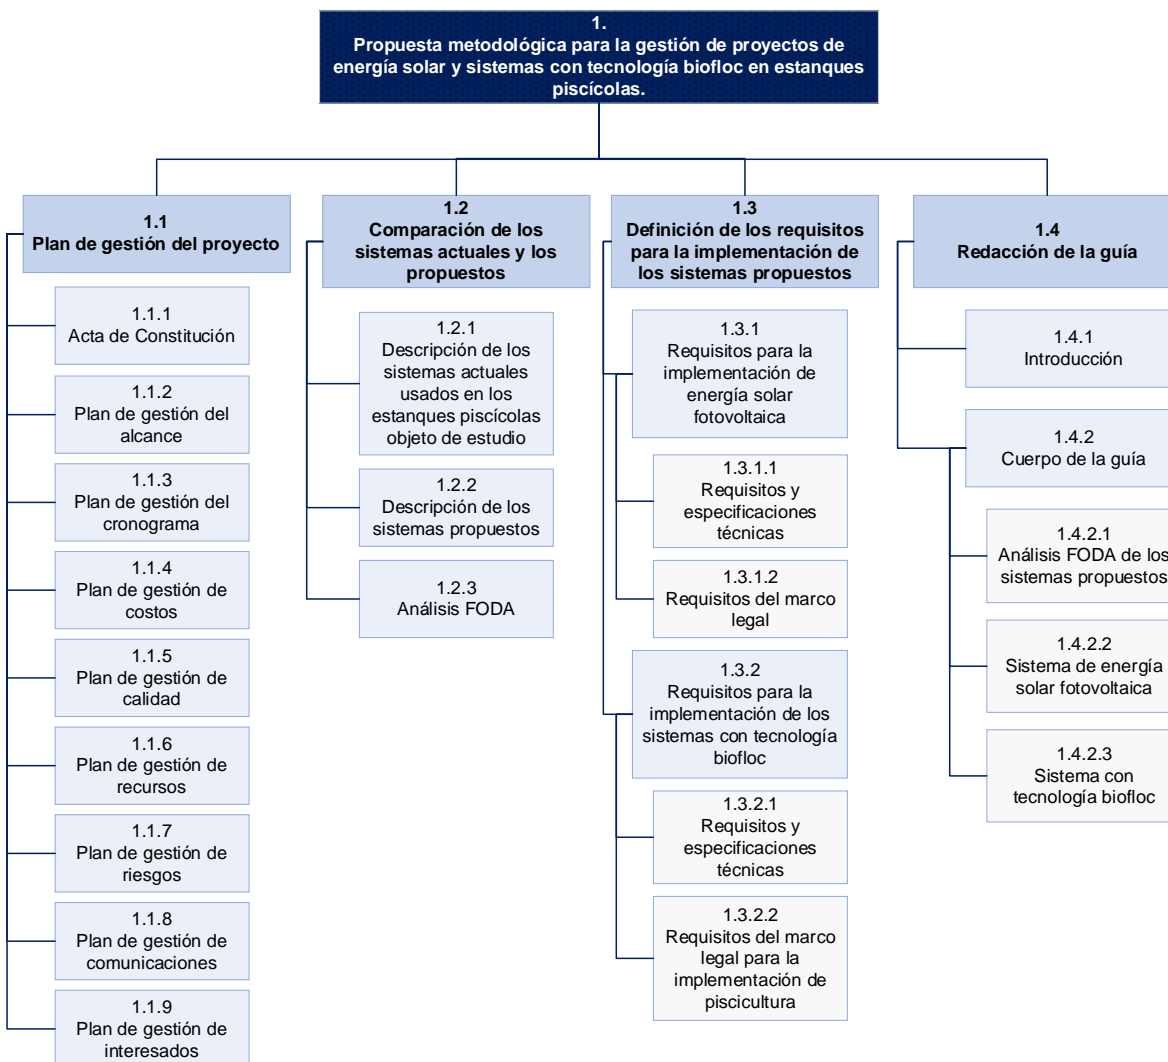 1.
Propuesta metodológica para la gestión de proyectos de
energía solar y sistemas con tecnología biofloc en estanques
piscícolas.
1.1
Plan de gestión del proyecto
1.1.1
Acta de Constitución
1.1.2
Plan de gestión del
alcance
1.1.3
Plan de gestión del
cronograma
1.1.4
Plan de gestión de
costos
1.1.5
Plan de gestión de
calidad
1.1.6
Plan de gestión de
recursos
1.1.7
Plan de gestión de
riesgos
1.1.8
Plan de gestión de
comunicaciones
1.1.9
Plan de gestión de
interesados
1.2
Comparación de los
sistemas actuales y los
propuestos
1.2.1
Descripción de los
sistemas actuales
usados en los
estanques piscícolas
objeto de estudio
1.2.2
Descripción de los
sistemas propuestos
1.2.3
Análisis FODA
1.3
Definición de los requisitos
para la implementación de
los sistemas propuestos
1.3.1
Requisitos para la
implementación de
energía solar
fotovoltaica
1.3.1.1
Requisitos y
especificaciones
técnicas
1.3.1.2
Requisitos del marco
legal
1.3.2
Requisitos para la
implementación de los
sistemas con tecnología
biofloc
1.3.2.1
Requisitos y
especificaciones
técnicas
1.3.2.2
Requisitos del marco
legal para la
implementación de
piscicultura
1.4
Redacción de la guía
1.4.1
Introducción
1.4.2
Cuerpo de la guía
1.4.2.1
Análisis FODA de los
sistemas propuestos
1.4.2.2
Sistema de energía
solar fotovoltaica
1.4.2.3
Sistema con
tecnología biofloc